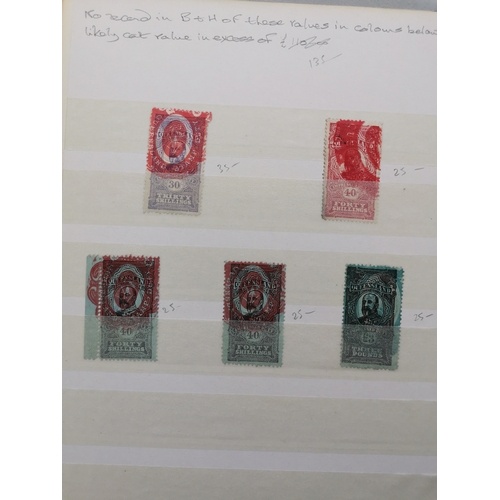 No record in B & H of these values in colours below
likely cat value in excess of £
135-
30
THIRTY
SHILLINGS
35-
40
FORTY
SHILLINGS
25-
40
FORTY
SHILLINGS
25-
QUEENSLAND
40
FORTY
SHILLINGS
25-
QUEENSLAND
POUNDS
25-